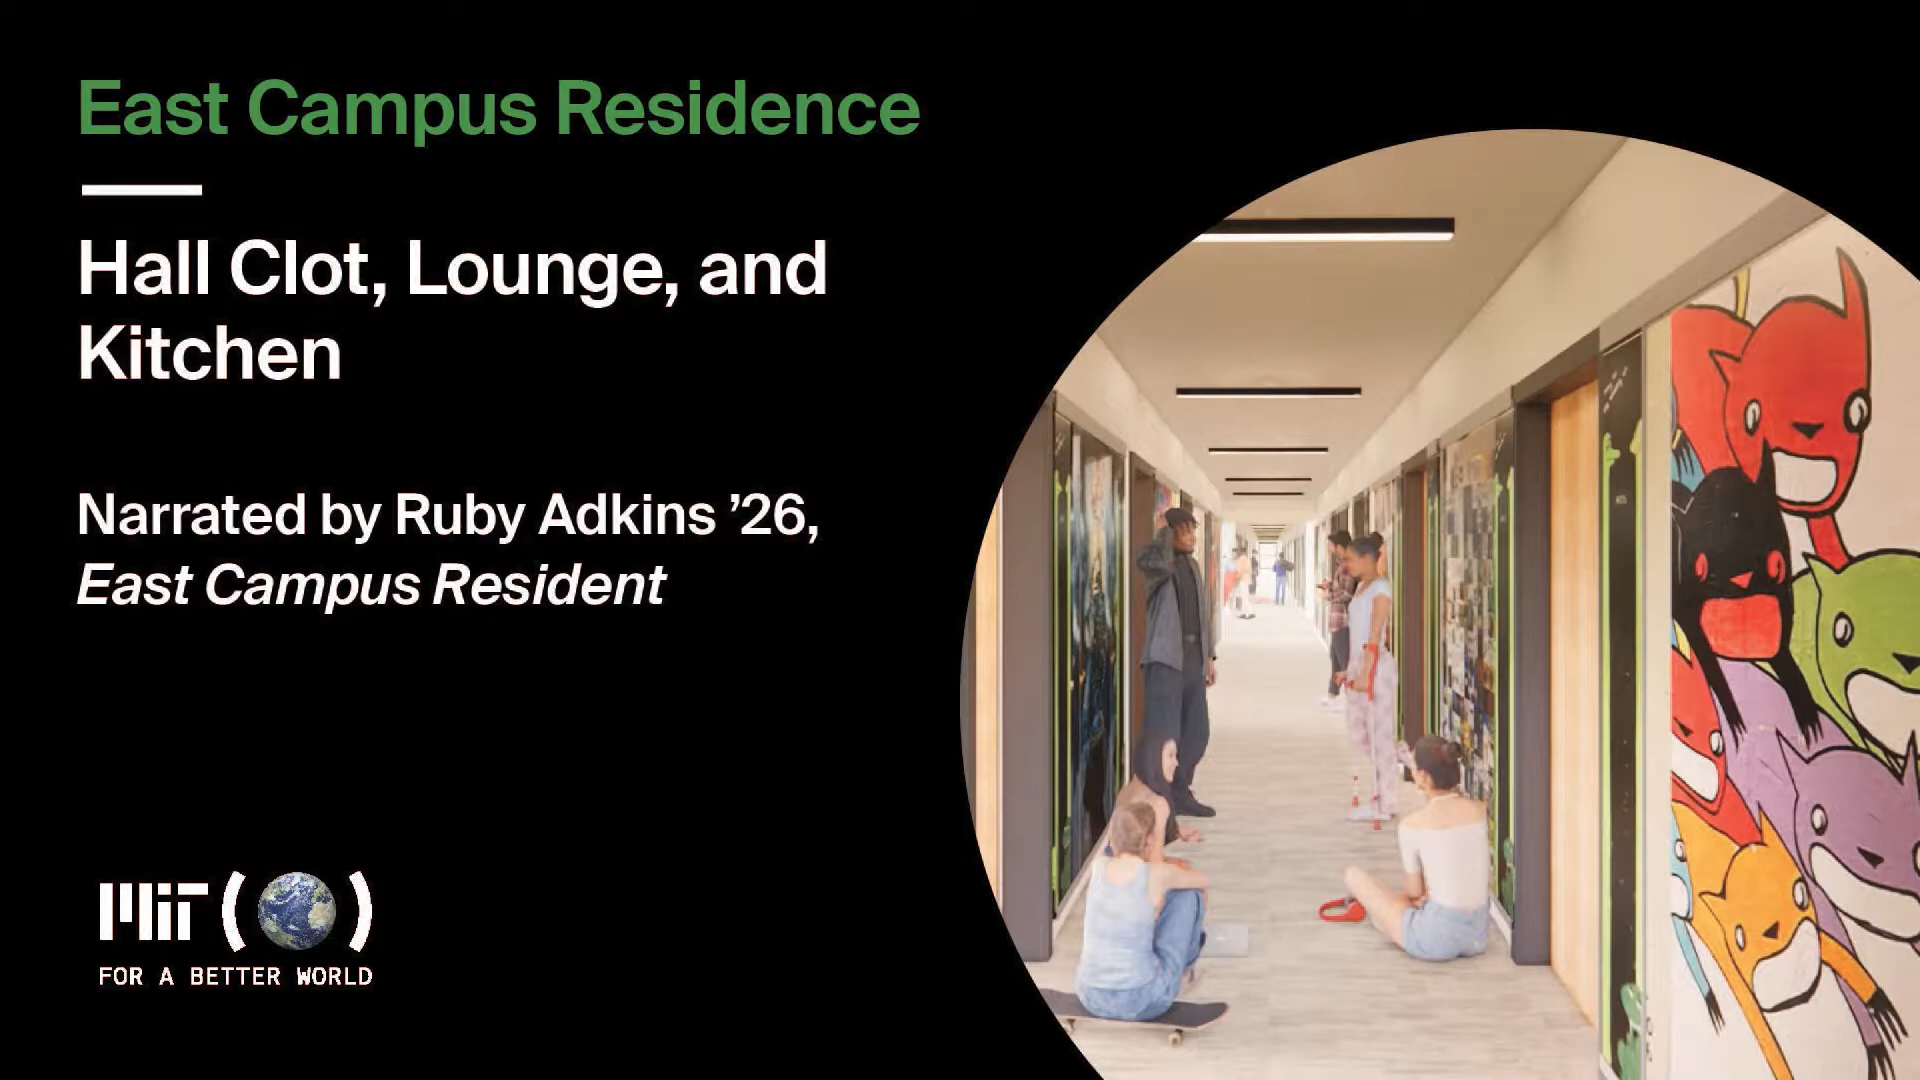 East Campus Residence
Hall Clot, Lounge, and
Kitchen
Narrated by Ruby Adkins ’26,
East Campus Resident
MIT ( )
FOR A BETTER WORLD